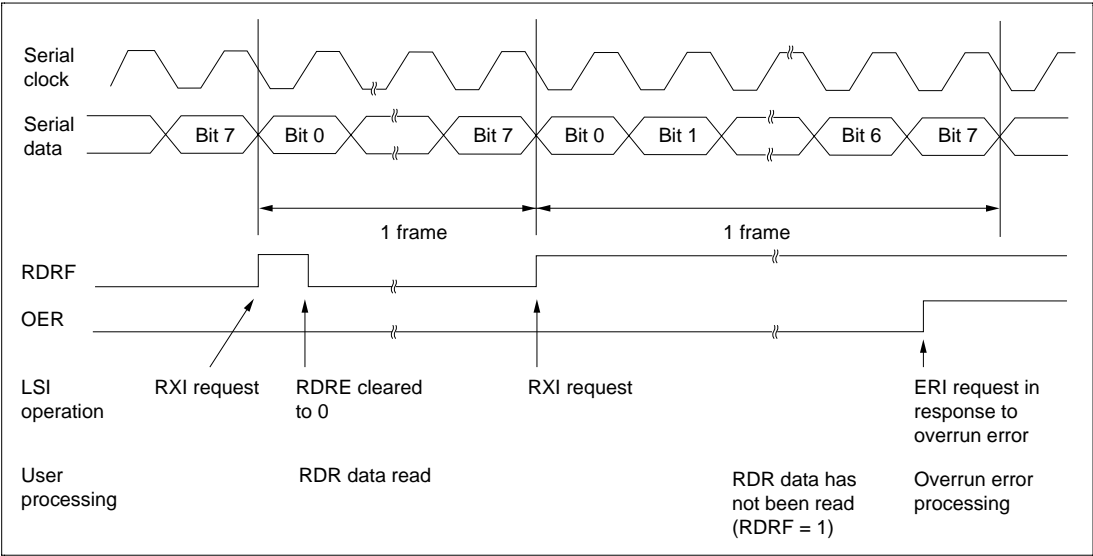 Serial
clock
Serial
data
Bit 7
Bit 0
Bit 7
Bit 0
Bit 1
Bit 6
Bit 7
1 frame
1 frame
RDRF
OER
LSI
operation
RXI request
RDRE cleared
to 0
RXI request
ERI request in
response to
overrun error
User
processing
RDR data read
RDR data has
not been read
(RDRF = 1)
Overrun error
processing